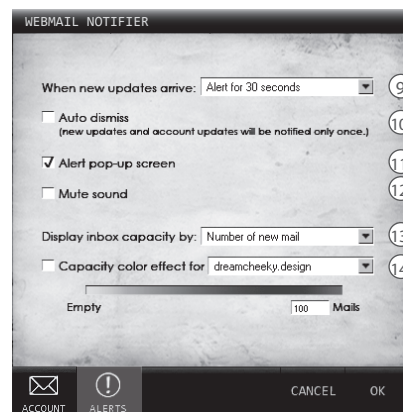 WEBMAIL NOTIFIER
When new updates arrive: Alert for 30 seconds
9
Auto dismiss
10
(new updates and account updates will be notified only once.)
Alert pop-up screen
11
Mute sound
12
Display inbox capacity by: Number of new mail
13
Capacity color effect for dreamcheeky.design
14
Empty 100 Mails
CANCEL OK
ACCOUNT ALERTS